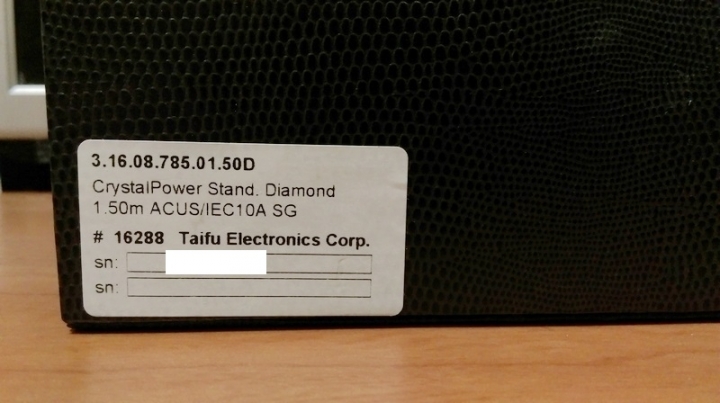 3.16.08.785.01.50D
CrystalPower Stand. Diamond
1.50m ACUS/IEC10A SG
# 16288 Taifu Electronics Corp.
sn:
sn: